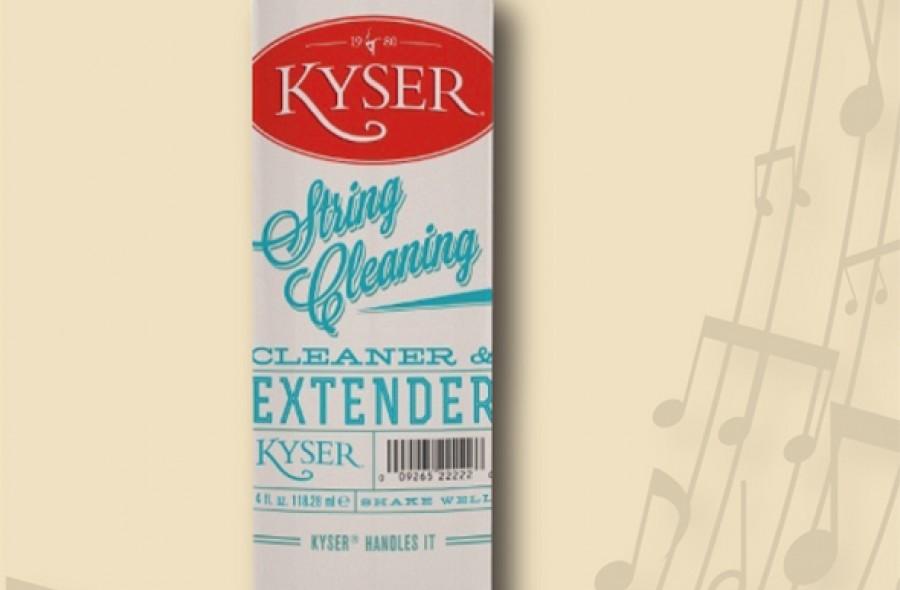 19 80
KYSER
String
Cleaning
CLEANER &
EXTENDER
KYSER
0 09265 22222 0
4 fl. oz. 118.28 ml e
SHAKE WELL
KYSER® HANDLES IT